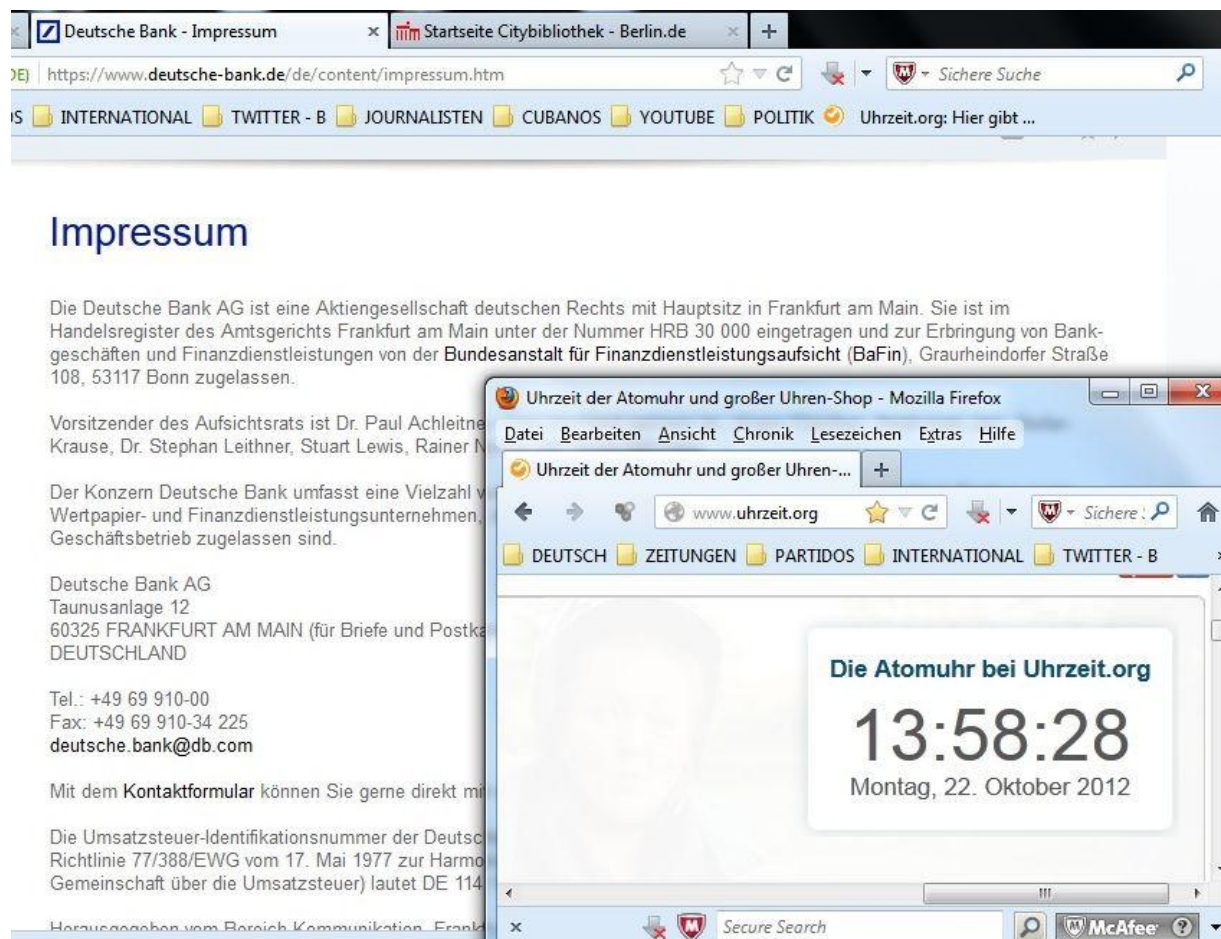 Deutsche Bank - Impressum
Startseite Citybibliothek - Berlin.de
DE) https://www.deutsche-bank.de/de/content/impressum.htm
Sichere Suche
INTERNATIONAL TWITTER - B JOURNALISTEN CUBANOS YOUTUBE POLITIK Uhrzeit.org: Hier gibt ...
Impressum
Die Deutsche Bank AG ist eine Aktiengesellschaft deutschen Rechts mit Hauptsitz in Frankfurt am Main. Sie ist im
Handelsregister des Amtsgerichts Frankfurt am Main unter der Nummer HRB 30 000 eingetragen und zur Erbringung von Bank-
geschäften und Finanzdienstleistungen von der Bundesanstalt für Finanzdienstleistungsaufsicht (BaFin), Graurheindorfer Straße
108, 53117 Bonn zugelassen.
Vorsitzender des Aufsichtsrats ist Dr. Paul Achleitne
Krause, Dr. Stephan Leithner, Stuart Lewis, Rainer N
Der Konzern Deutsche Bank umfasst eine Vielzahl v
Wertpapier- und Finanzdienstleistungsunternehmen,
Geschäftsbetrieb zugelassen sind.
Deutsche Bank AG
Taunusanlage 12
60325 FRANKFURT AM MAIN (für Briefe und Postka
DEUTSCHLAND
Tel.: +49 69 910-00
Fax: +49 69 910-34 225
deutsche.bank@db.com
Mit dem Kontaktformular können Sie gerne direkt mi
Die Umsatzsteuer-Identifikationsnummer der Deutsc
Richtlinie 77/388/EWG vom 17. Mai 1977 zur Harmo
Gemeinschaft über die Umsatzsteuer) lautet DE 114
Herausgegeben vom Bereich Kommunikation, Frankf
Uhrzeit der Atomuhr und großer Uhren-Shop - Mozilla Firefox
Datei Bearbeiten Ansicht Chronik Lesezeichen Extras Hilfe
Uhrzeit der Atomuhr und großer Uhren-...
www.uhrzeit.org
Sichere :
DEUTSCH ZEITUNGEN PARTIDOS INTERNATIONAL TWITTER - B
Die Atomuhr bei Uhrzeit.org
13:58:28
Montag, 22. Oktober 2012
Secure Search
McAfee